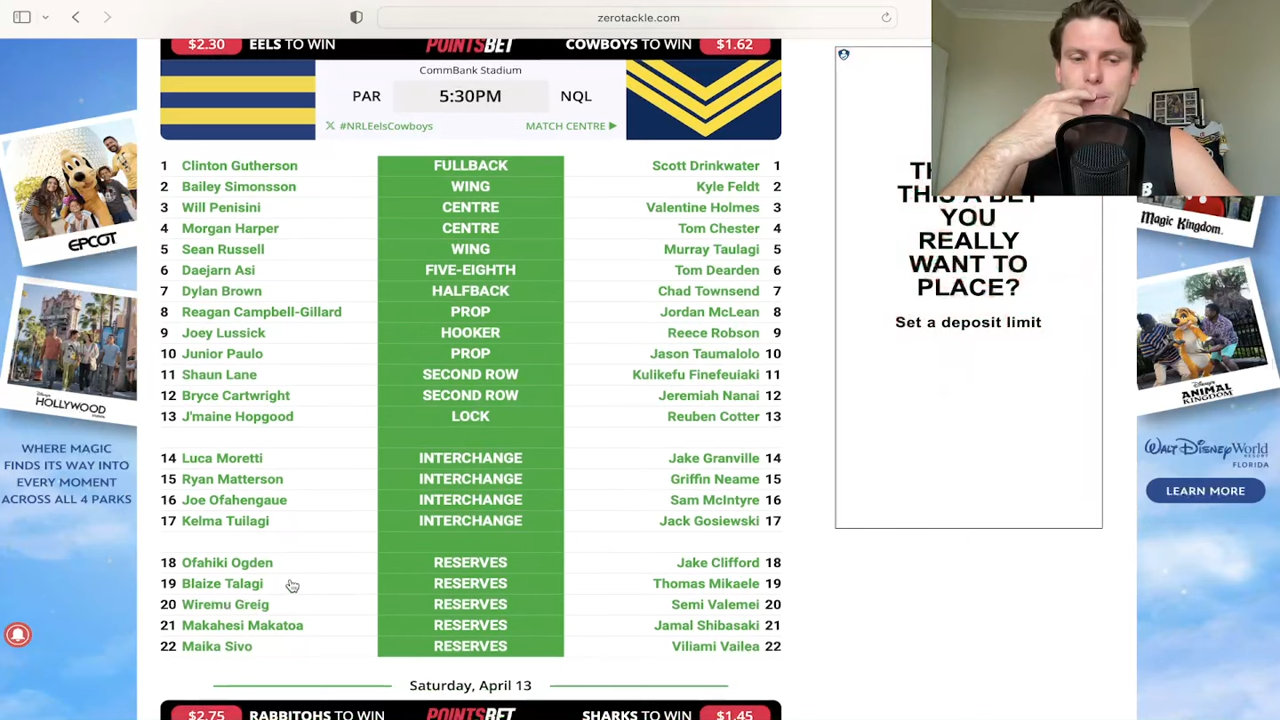 zerotackle.com
$2.30 EELS TO WIN POINTSBET COWBOYS TO WIN $1.62
CommBank Stadium
PAR 5:30PM NQL
#NRLEelsCowboys MATCH CENTRE ▶
1 Clinton Gutherson FULLBACK Scott Drinkwater 1
2 Bailey Simonsson WING Kyle Feldt 2
3 Will Penisini CENTRE Valentine Holmes 3
4 Morgan Harper CENTRE Tom Chester 4
5 Sean Russell WING Murray Taulagi 5
6 Daejarn Asi FIVE-EIGHTH Tom Dearden 6
7 Dylan Brown HALFBACK Chad Townsend 7
8 Reagan Campbell-Gillard PROP Jordan McLean 8
9 Joey Lussick HOOKER Reece Robson 9
10 Junior Paulo PROP Jason Taumalolo 10
11 Shaun Lane SECOND ROW Kulikefu Finefeuiaki 11
12 Bryce Cartwright SECOND ROW Jeremiah Nanai 12
13 J'maine Hopgood LOCK Reuben Cotter 13
14 Luca Moretti INTERCHANGE Jake Granville 14
15 Ryan Matterson INTERCHANGE Griffin Neame 15
16 Joe Ofahengaue INTERCHANGE Sam McIntyre 16
17 Kelma Tuilagi INTERCHANGE Jack Gosiewski 17
18 Ofahiki Ogden RESERVES Jake Clifford 18
19 Blaize Talagi RESERVES Thomas Mikaele 19
20 Wiremu Greig RESERVES Semi Valemei 20
21 Makahesi Makatoa RESERVES Jamal Shibasaki 21
22 Maika Sivo RESERVES Viliami Vailea 22
Saturday, April 13
$2.75 RABBITOHS TO WIN POINTSBET SHARKS TO WIN $1.45
EPCOT
DISNEY'S
HOLLYWOOD
STUDIOS
WHERE MAGIC
FINDS ITS WAY INTO
EVERY MOMENT
ACROSS ALL 4 PARKS
THIS A BET
YOU
REALLY
WANT TO
PLACE?
Set a deposit limit
Magic Kingdom
DISNEY'S
ANIMAL
KINGDOM
Walt Disney World
FLORIDA
LEARN MORE